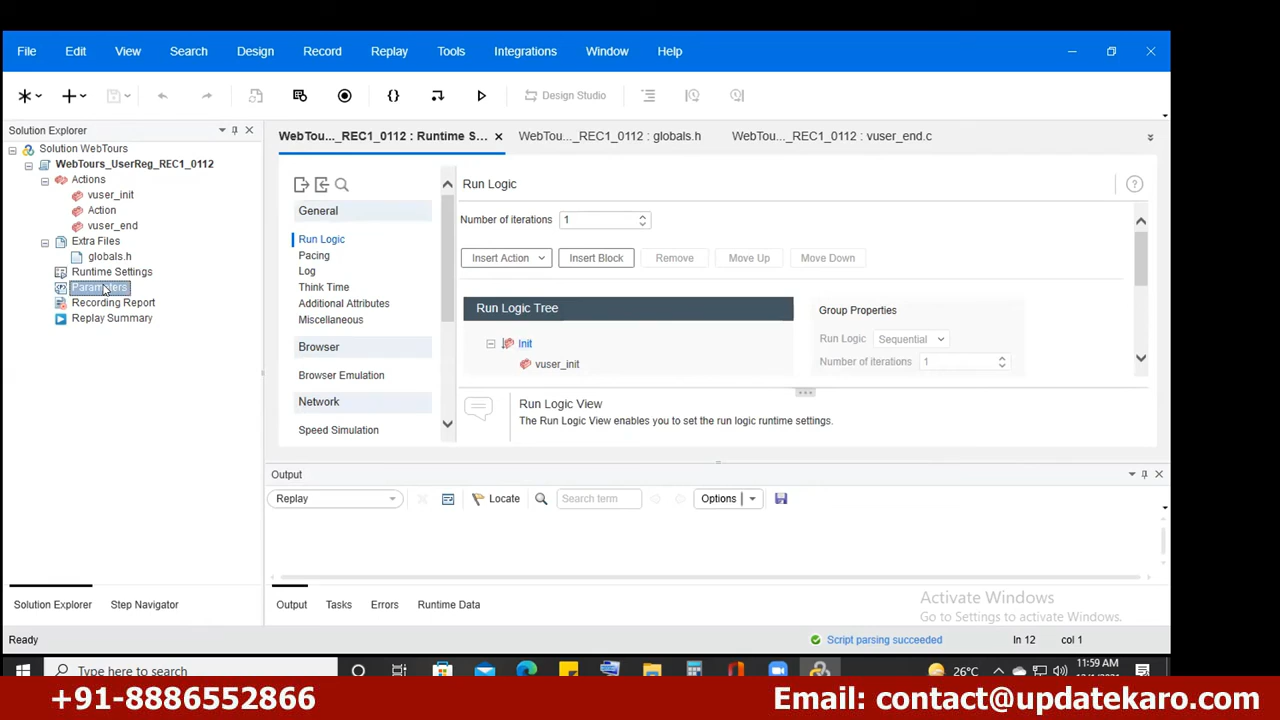 File Edit View Search Design Record Replay Tools Integrations Window Help
Design Studio
Solution Explorer
Solution WebTours
WebTours_UserReg_REC1_0112
Actions
vuser_init
Action
vuser_end
Extra Files
globals.h
Runtime Settings
Parameters
Recording Report
Replay Summary
WebTou..._REC1_0112 : Runtime S...
WebTou..._REC1_0112 : globals.h
WebTou..._REC1_0112 : vuser_end.c
General
Run Logic
Pacing
Log
Think Time
Additional Attributes
Miscellaneous
Browser
Browser Emulation
Network
Speed Simulation
Run Logic
Number of iterations 1
Insert Action Insert Block Remove Move Up Move Down
Run Logic Tree
Init
vuser_init
Group Properties
Run Logic Sequential
Number of iterations 1
Run Logic View
The Run Logic View enables you to set the run logic runtime settings.
Output
Replay Locate Search term Options
Solution Explorer Step Navigator
Output Tasks Errors Runtime Data
Activate Windows
Go to Settings to activate Windows.
Ready Script parsing succeeded ln 12 col 1
Type here to search
26°C
11:59 AM
+91-8886552866 Email: contact@updatekaro.com